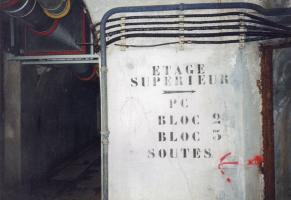 ETAGE
SUPERIEUR
PC
BLOC 2
BLOC 5
SOUTES